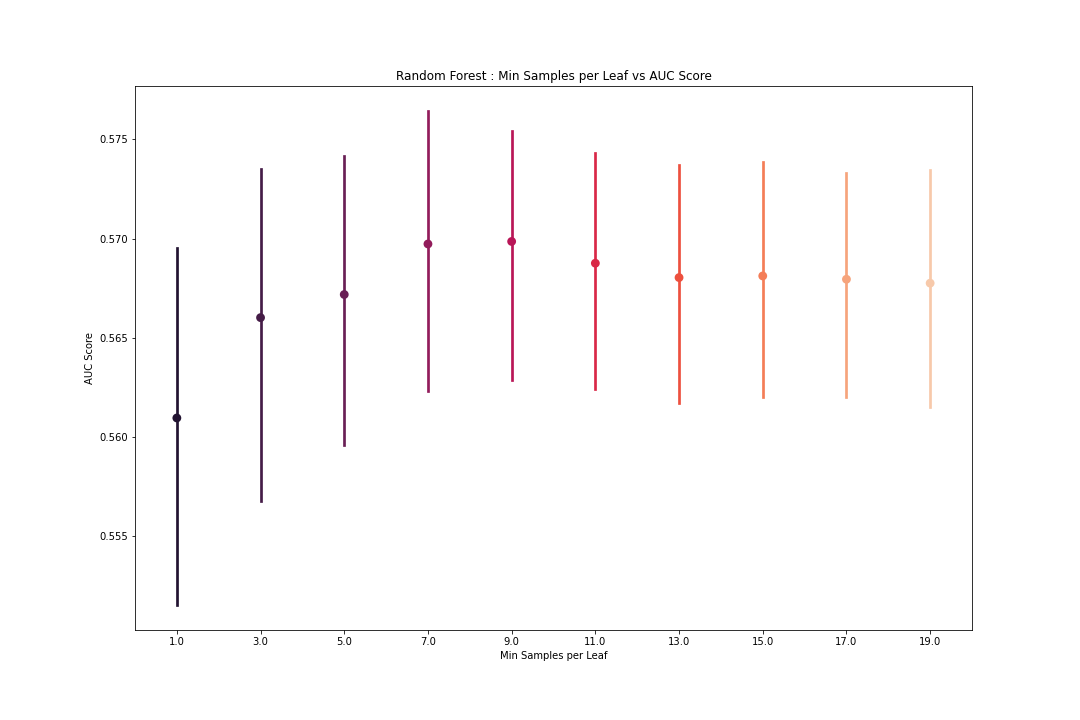 Random Forest : Min Samples per Leaf vs AUC Score
AUC Score
0.575
0.570
0.565
0.560
0.555
1.0 3.0 5.0 7.0 9.0 11.0 13.0 15.0 17.0 19.0
Min Samples per Leaf